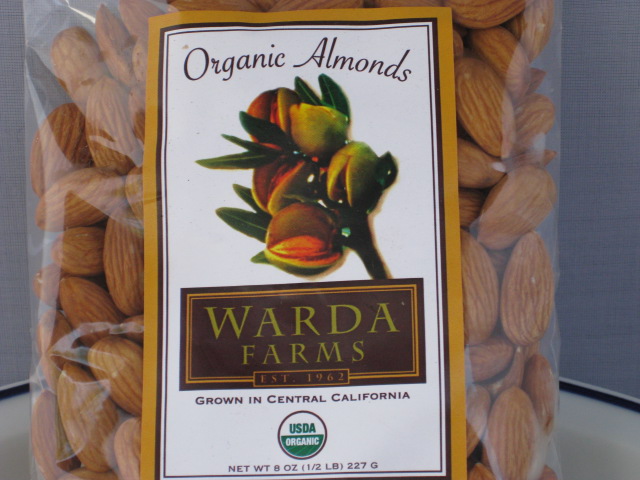 Organic Almonds
WARDA
FARMS
EST. 1962
GROWN IN CENTRAL CALIFORNIA
USDA
ORGANIC
NET WT 8 OZ (1/2 LB) 227 G